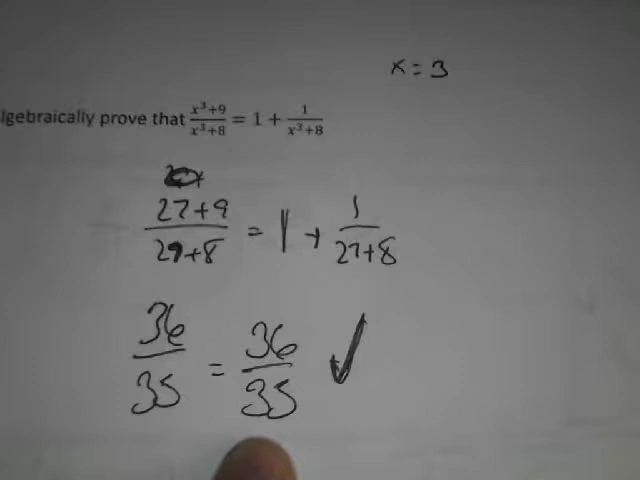 x = 3
lgebraically prove that (x³+9)/(x³+8) = 1 + 1/(x³+8)
(27+9)/(27+8) = 1 + 1/(27+8)
36/35 = 36/35 ✓